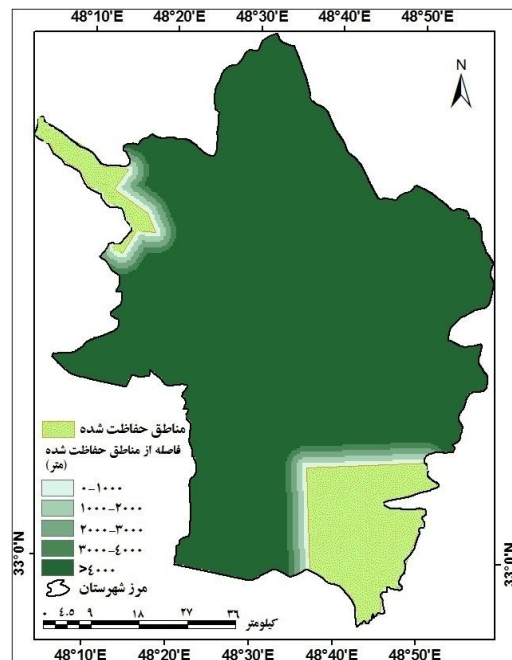 48°10'E 48°20'E 48°30'E 48°40'E 48°50'E
N
مناطق حفاظت شده
فاصله از مناطق حفاظت شده
(متر)
۰-۱۰۰۰
۱۰۰۰-۲۰۰۰
۲۰۰۰-۳۰۰۰
۳۰۰۰-۴۰۰۰
>۴۰۰۰
مرز شهرستان
۰ ۴.۵ ۹ ۱۸ ۲۷ ۳۶
کیلومتر
33°0'N 33°0'N
48°10'E 48°20'E 48°30'E 48°40'E 48°50'E